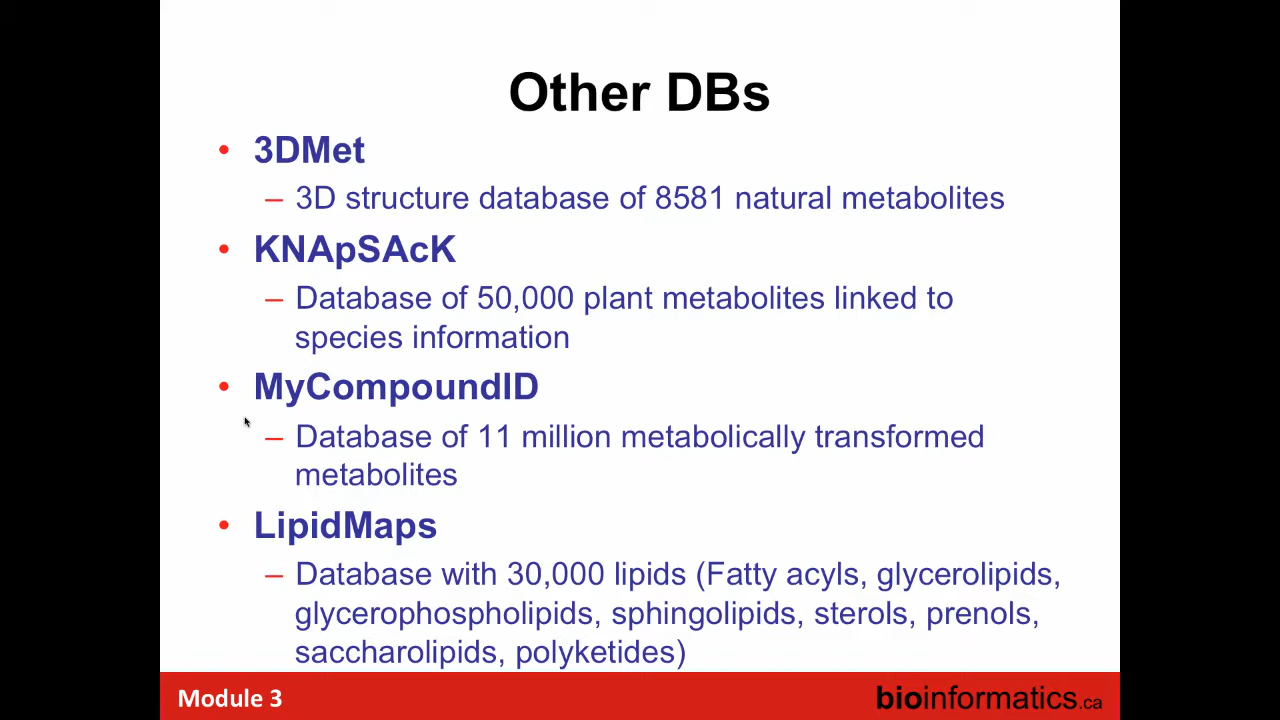 Other DBs
• 3DMet
– 3D structure database of 8581 natural metabolites
• KNApSAcK
– Database of 50,000 plant metabolites linked to
species information
• MyCompoundID
– Database of 11 million metabolically transformed
metabolites
• LipidMaps
– Database with 30,000 lipids (Fatty acyls, glycerolipids,
glycerophospholipids, sphingolipids, sterols, prenols,
saccharolipids, polyketides)
Module 3
bioinformatics.ca